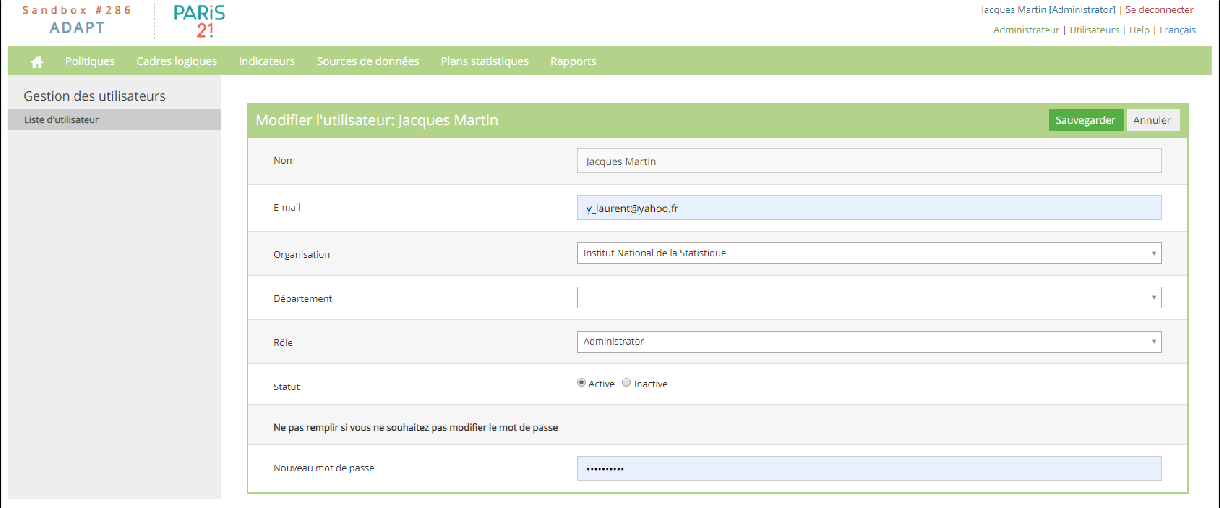 Sandbox #286
ADAPT
PARIS
21
Jacques Martin [Administrator] | Se deconnecter
Administrateur | Utilisateurs | Help | Français
Politiques Cadres logiques Indicateurs Sources de données Plans statistiques Rapports
Gestion des utilisateurs
Liste d'utilisateur
Modifier l'utilisateur: Jacques Martin Sauvegarder Annuler
Nom Jacques Martin
E mail y_laurent@yahoo.fr
Organisation Institut National de la Statistique
Département
Rôle Administrator
Statut Active Inactive
Ne pas remplir si vous ne souhaitez pas modifier le mot de passe
Nouveau mot de passe ••••••••••